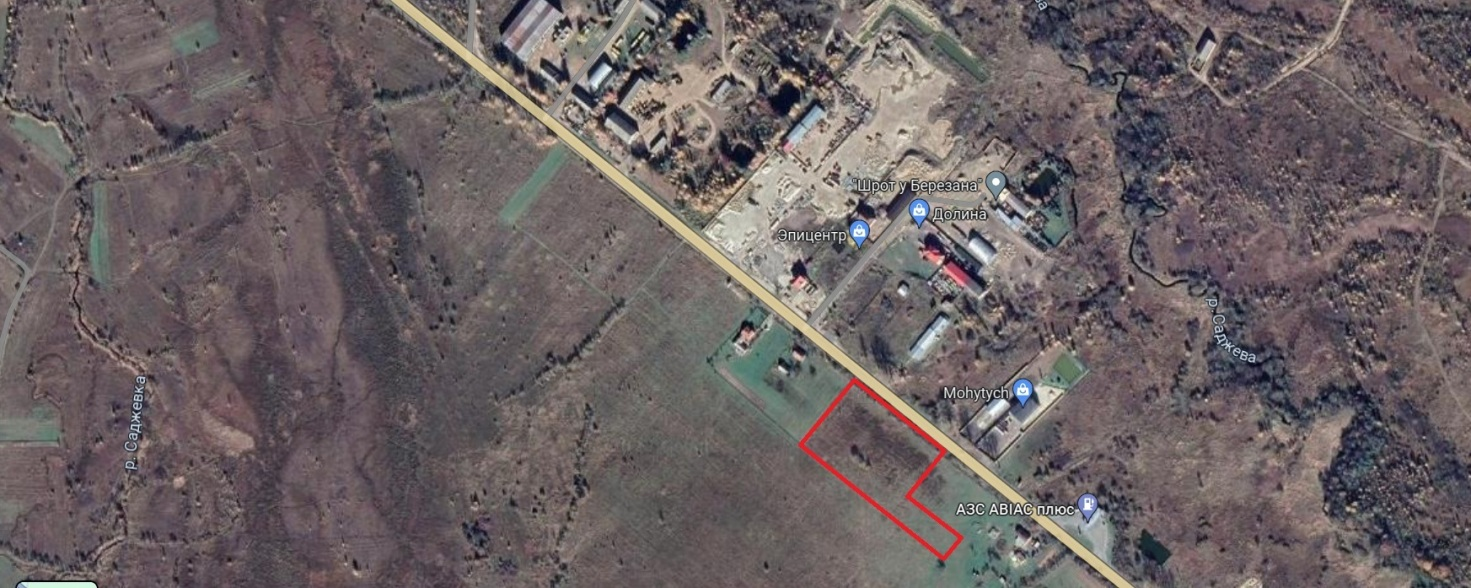 "Шрот у Березана"
Долина
Эпицентр
р. Саджева
р. Саджевка
Mohytych
АЗС АВІАС плюс